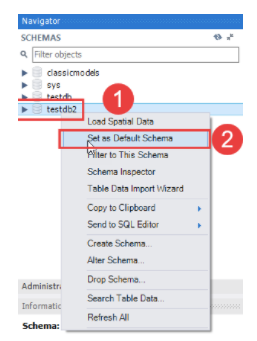 Navigator
SCHEMAS
Filter objects
classicmodels
sys
testdb
testdb2
1
Load Spatial Data
Set as Default Schema
2
Filter to This Schema
Schema Inspector
Table Data Import Wizard
Copy to Clipboard
Send to SQL Editor
Create Schema...
Alter Schema...
Drop Schema...
Search Table Data...
Refresh All
Administra
Informatio
Schema: